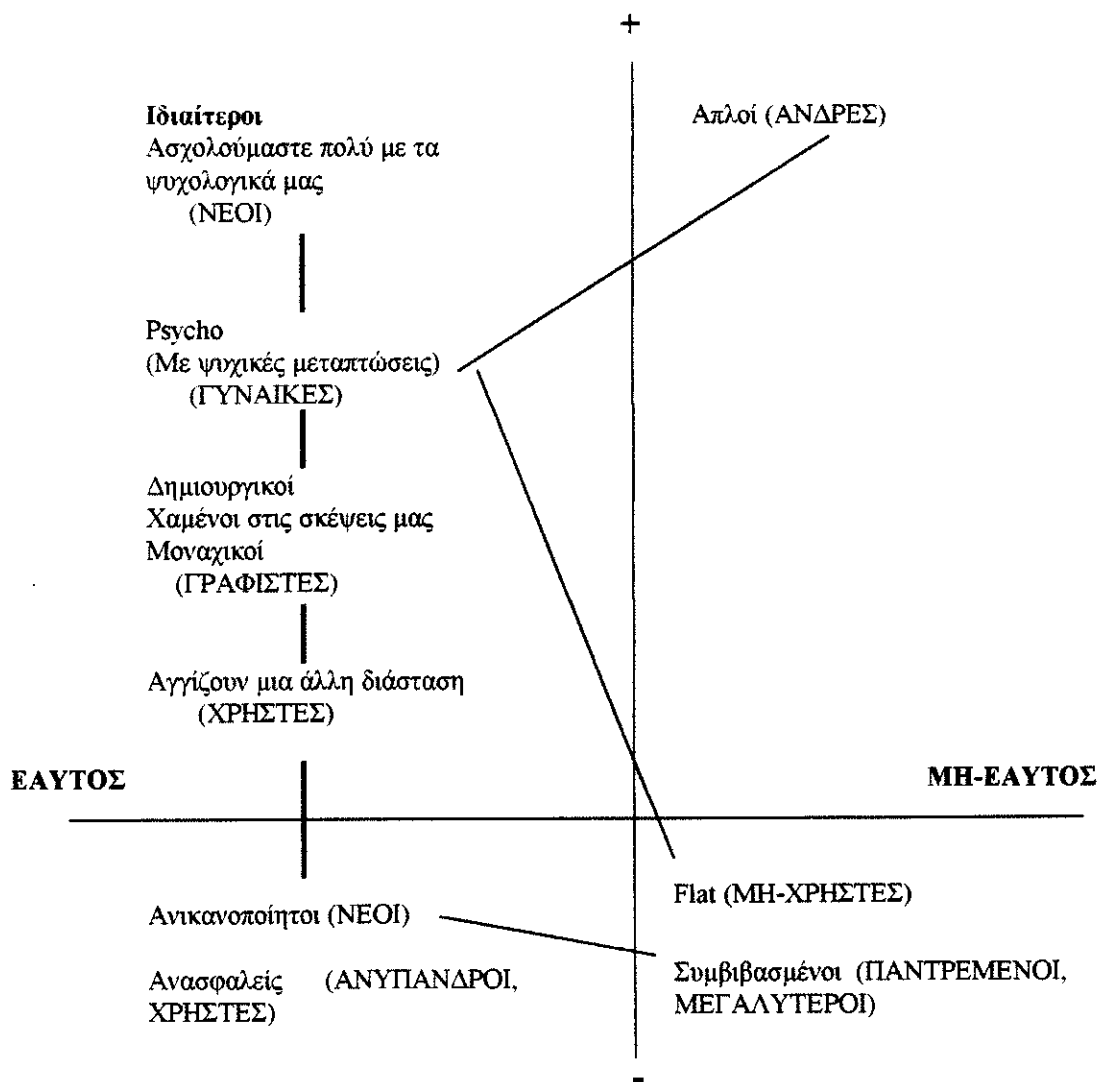 +
Ιδιαίτεροι
Ασχολούμαστε πολύ με τα
ψυχολογικά μας
(ΝΕΟΙ)
Απλοί (ΑΝΔΡΕΣ)
Psycho
(Με ψυχικές μεταπτώσεις)
(ΓΥΝΑΙΚΕΣ)
Δημιουργικοί
Χαμένοι στις σκέψεις μας
Μοναχικοί
(ΓΡΑΦΙΣΤΕΣ)
Αγγίζουν μια άλλη διάσταση
(ΧΡΗΣΤΕΣ)
ΕΑΥΤΟΣ
ΜΗ-ΕΑΥΤΟΣ
Flat (ΜΗ-ΧΡΗΣΤΕΣ)
Ανικανοποίητοι (ΝΕΟΙ)
Ανασφαλείς (ΑΝΥΠΑΝΔΡΟΙ,
ΧΡΗΣΤΕΣ)
Συμβιβασμένοι (ΠΑΝΤΡΕΜΕΝΟΙ,
ΜΕΓΑΛΥΤΕΡΟΙ)
-